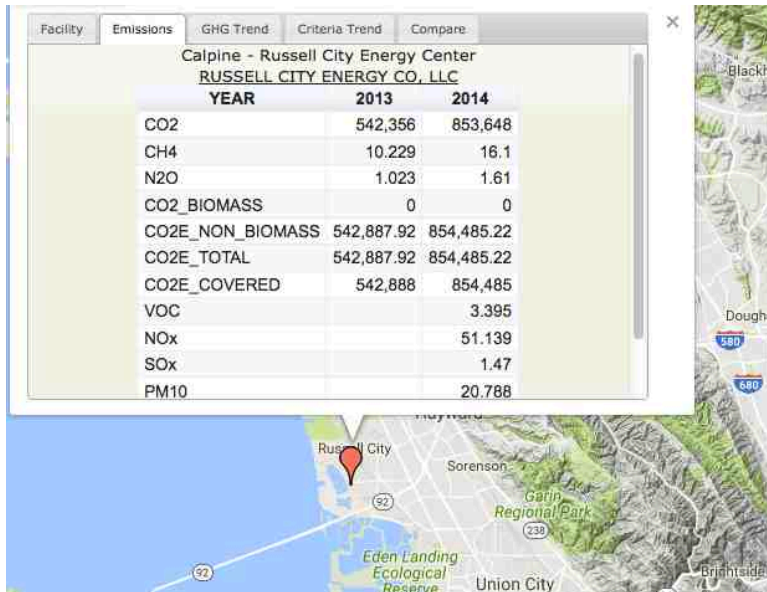 Facility Emissions GHG Trend Criteria Trend Compare
Calpine - Russell City Energy Center
RUSSELL CITY ENERGY CO, LLC
YEAR 2013 2014
CO2 542,356 853,648
CH4 10.229 16.1
N2O 1.023 1.61
CO2_BIOMASS 0 0
CO2E_NON_BIOMASS 542,887.92 854,485.22
CO2E_TOTAL 542,887.92 854,485.22
CO2E_COVERED 542,888 854,485
VOC 3.395
NOx 51.139
SOx 1.47
PM10 20.788
Blackh
Dough
580
680
Hayward
Russell City
Sorenson
92
Garin
Regional Park
238
Eden Landing
Ecological
Reserve
92
Union City
Brightside